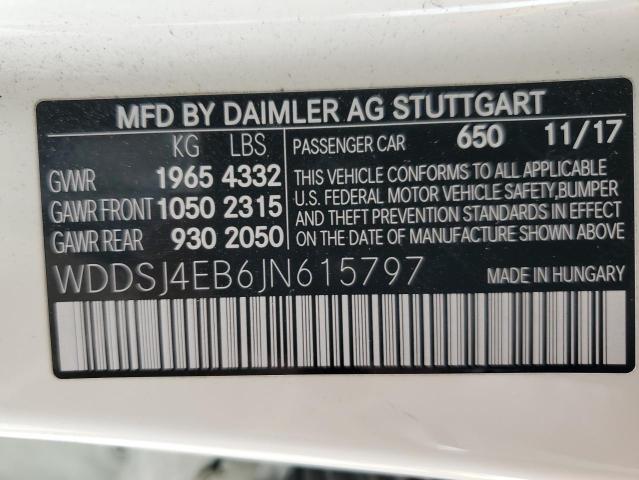 MFD BY DAIMLER AG STUTTGART
KG LBS
GVWR 1965 4332
GAWR FRONT 1050 2315
GAWR REAR 930 2050
PASSENGER CAR 650 11/17
THIS VEHICLE CONFORMS TO ALL APPLICABLE
U.S. FEDERAL MOTOR VEHICLE SAFETY,BUMPER
AND THEFT PREVENTION STANDARDS IN EFFECT
ON THE DATE OF MANUFACTURE SHOWN ABOVE.
WDDSJ4EB6JN615797 MADE IN HUNGARY